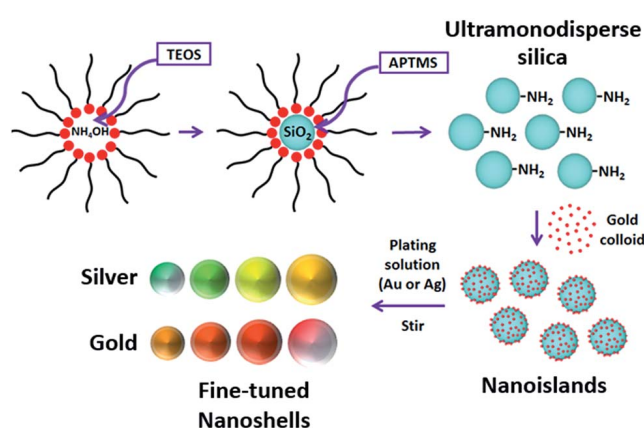 TEOS
NH₄OH
SiO₂
APTMS
Ultramonodisperse
silica
-NH₂
-NH₂
-NH₂
-NH₂
-NH₂
-NH₂
Gold
colloid
Plating
solution
(Au or Ag)
Stir
Nanoislands
Silver
Gold
Fine-tuned
Nanoshells